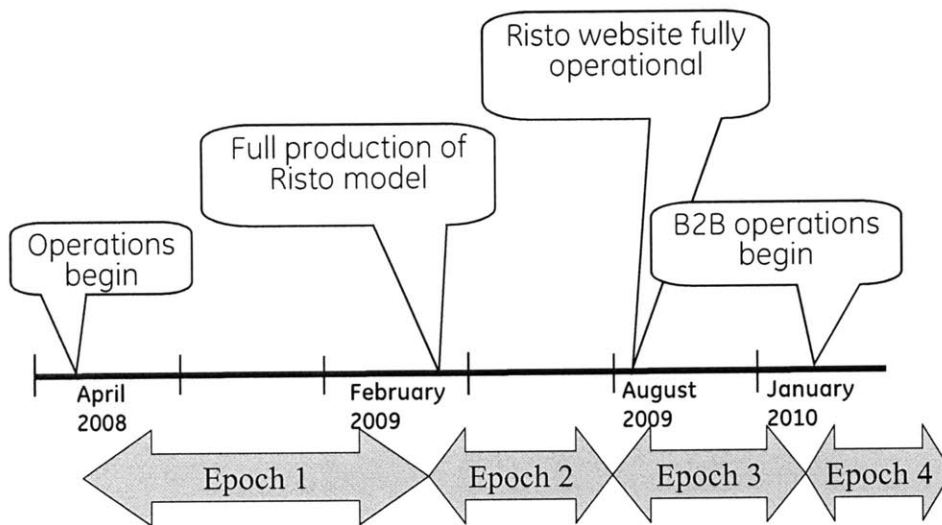 Risto website fully
operational
Full production of
Risto model
Operations
begin
B2B operations
begin
April
2008
February
2009
August
2009
January
2010
Epoch 1
Epoch 2
Epoch 3
Epoch 4